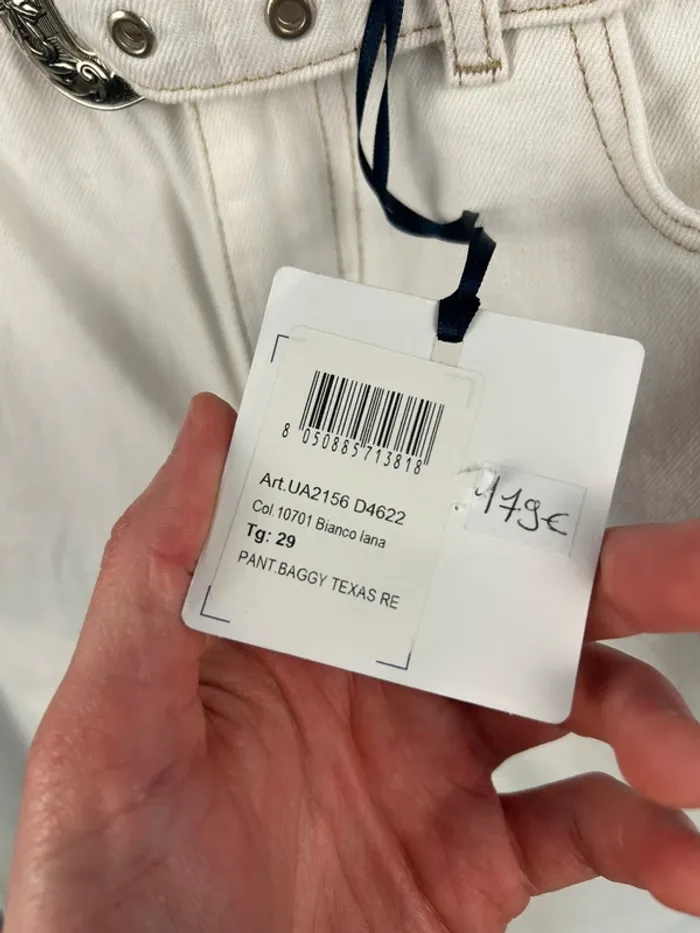 8 050885 713818
Art.UA2156 D4622
Col.10701 Bianco lana
Tg: 29
PANT.BAGGY TEXAS RE
179€